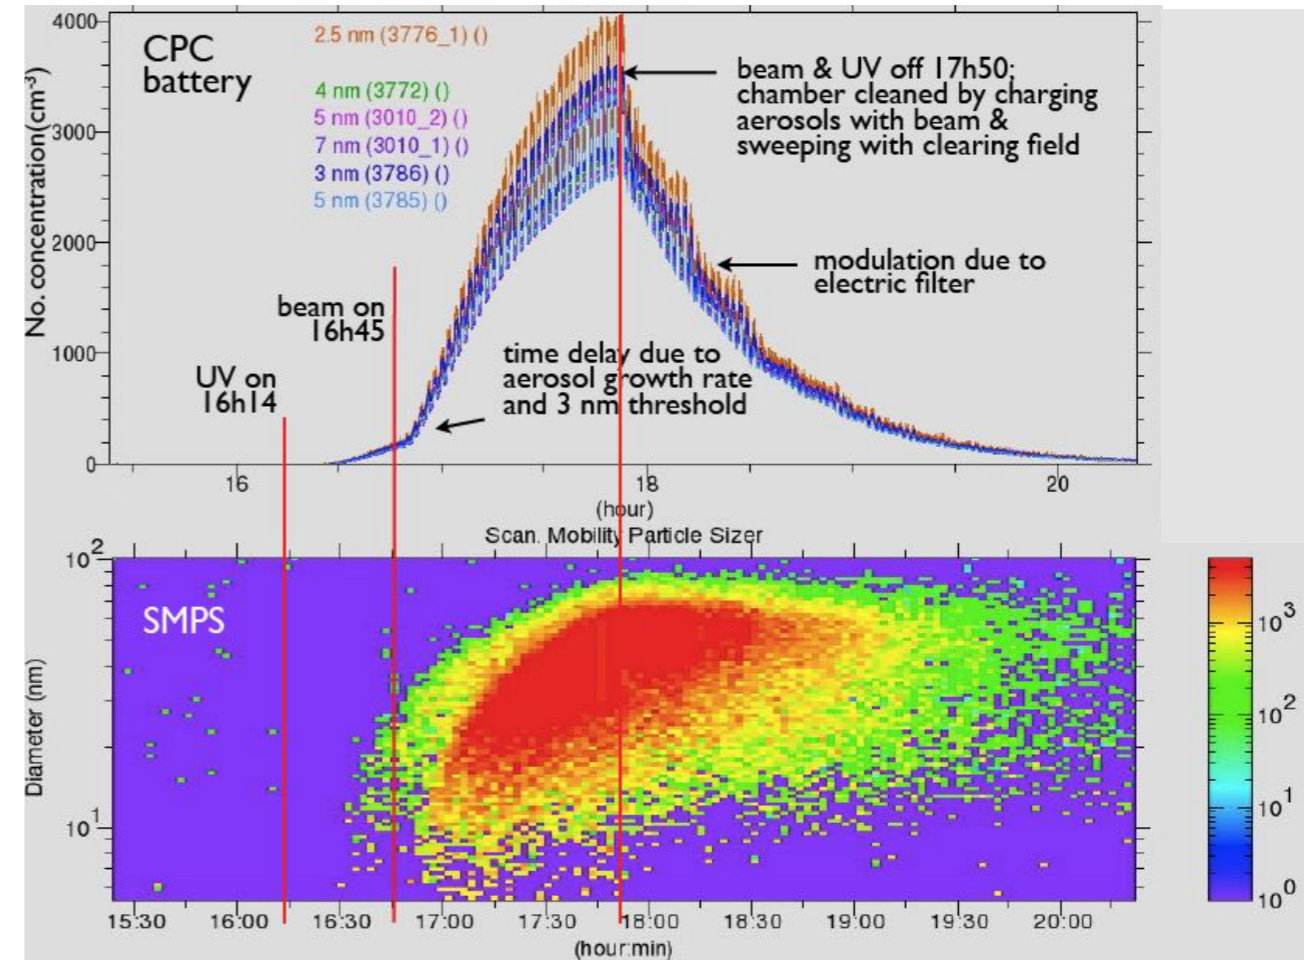 4000
3000
2000
1000
0
No. concentration(cm-3)
CPC
battery
2.5 nm (3776_1) ()
4 nm (3772) ()
5 nm (3010_2) ()
7 nm (3010_1) ()
3 nm (3786) ()
5 nm (3785) ()
beam & UV off 17h50;
chamber cleaned by charging
aerosols with beam &
sweeping with clearing field
modulation due to
electric filter
beam on
16h45
time delay due to
aerosol growth rate
and 3 nm threshold
UV on
16h14
16
18
20
(hour)
Scan. Mobility Particle Sizer
SMPS
Diameter (nm)
102
101
15:30
16:00
16:30
17:00
17:30
18:00
18:30
19:00
19:30
20:00
(hour:min)
103
102
101
100